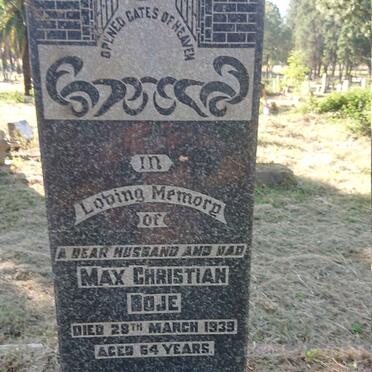 OPENED GATES OF HEAVEN
IN
Loving Memory
OF
A DEAR HUSBAND AND DAD
MAX CHRISTIAN
BOJE
DIED 28TH MARCH 1939
AGED 54 YEARS.